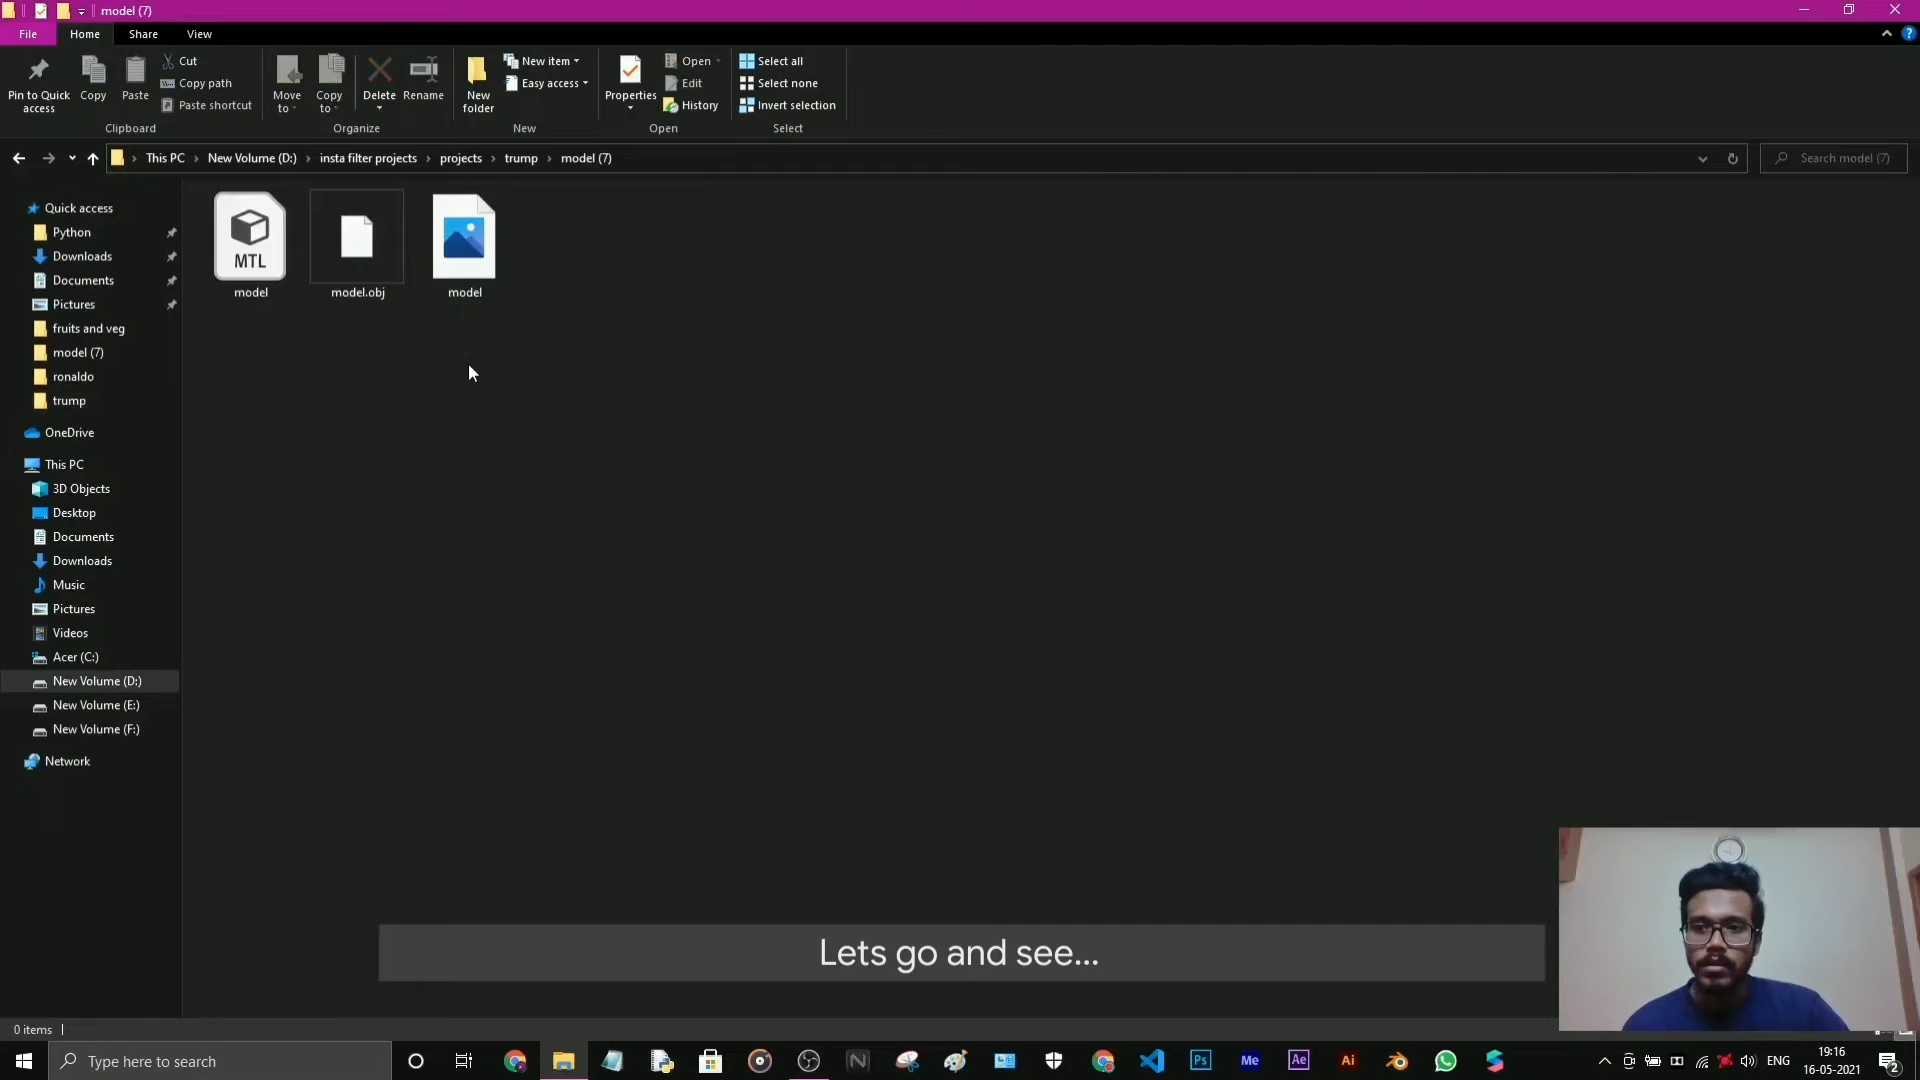 model (7)
File Home Share View
Pin to Quick access
Copy
Paste
Cut
Copy path
Paste shortcut
Clipboard
Move to
Copy to
Delete
Rename
Organize
New folder
New item
Easy access
New
Properties
Open
Edit
History
Open
Select all
Select none
Invert selection
Select
This PC › New Volume (D:) › insta filter projects › projects › trump › model (7)
Search model (7)
Quick access
Python
Downloads
Documents
Pictures
fruits and veg
model (7)
ronaldo
trump
OneDrive
This PC
3D Objects
Desktop
Documents
Downloads
Music
Pictures
Videos
Acer (C:)
New Volume (D:)
New Volume (E:)
New Volume (F:)
Network
MTL
model
model.obj
model
Lets go and see...
0 items
Type here to search
N
Ps
Me
Ae
Ai
ENG
19:16
16-05-2021
2